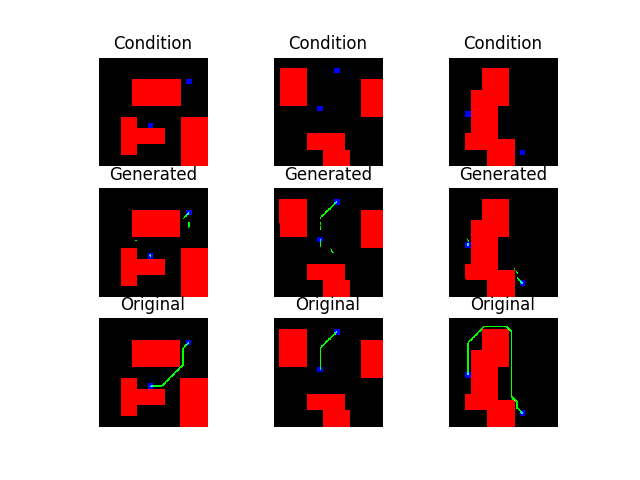 Condition Condition Condition
Generated Generated Generated
Original Original Original